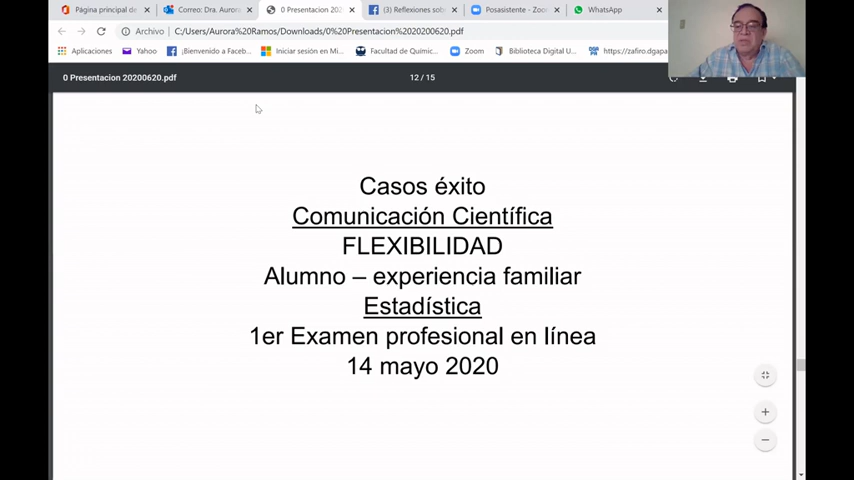 Página principal de
Correo: Dra. Aurora
0 Presentacion 202
(3) Reflexiones sob
Posasistente - Zoo
WhatsApp
Archivo | C:/Users/Aurora%20Ramos/Downloads/0%20Presentacion%2020200620.pdf
Aplicaciones
Yahoo
¡Bienvenido a Faceb...
Iniciar sesión en Mi...
Facultad de Químic...
Zoom
Biblioteca Digital U...
https://zafiro.dgapa
0 Presentacion 20200620.pdf
12 / 15
Casos éxito
Comunicación Científica
FLEXIBILIDAD
Alumno – experiencia familiar
Estadística
1er Examen profesional en línea
14 mayo 2020